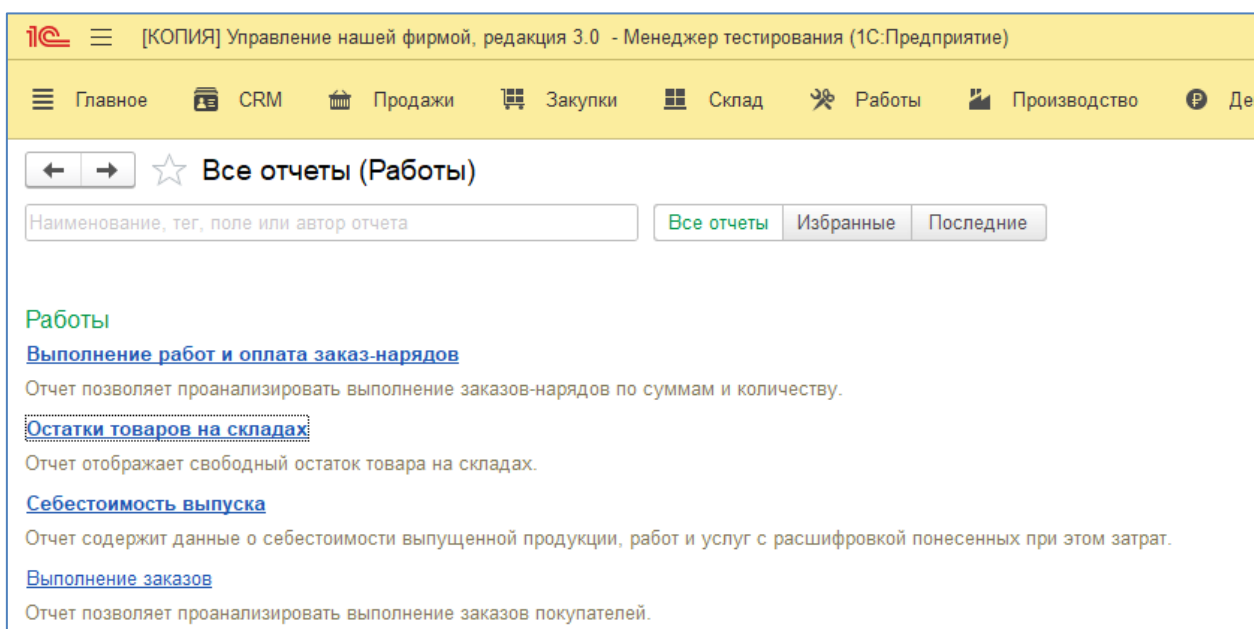 1С [КОПИЯ] Управление нашей фирмой, редакция 3.0 - Менеджер тестирования (1С:Предприятие)
Главное CRM Продажи Закупки Склад Работы Производство Де
Все отчеты (Работы)
Наименование, тег, поле или автор отчета Все отчеты Избранные Последние
Работы
Выполнение работ и оплата заказ-нарядов
Отчет позволяет проанализировать выполнение заказов-нарядов по суммам и количеству.
Остатки товаров на складах
Отчет отображает свободный остаток товара на складах.
Себестоимость выпуска
Отчет содержит данные о себестоимости выпущенной продукции, работ и услуг с расшифровкой понесенных при этом затрат.
Выполнение заказов
Отчет позволяет проанализировать выполнение заказов покупателей.